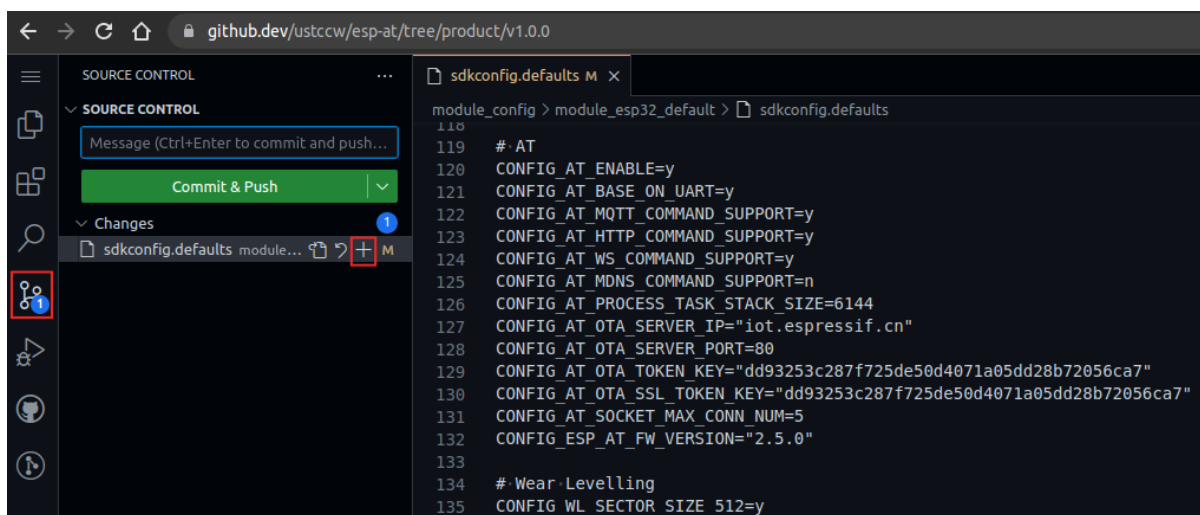 github.dev/ustccw/esp-at/tree/product/v1.0.0
SOURCE CONTROL ...
SOURCE CONTROL
Message (Ctrl+Enter to commit and push...
Commit & Push
Changes 1
sdkconfig.defaults module... M
1
sdkconfig.defaults M
module_config > module_esp32_default > sdkconfig.defaults
118
119 # AT
120 CONFIG_AT_ENABLE=y
121 CONFIG_AT_BASE_ON_UART=y
122 CONFIG_AT_MQTT_COMMAND_SUPPORT=y
123 CONFIG_AT_HTTP_COMMAND_SUPPORT=y
124 CONFIG_AT_WS_COMMAND_SUPPORT=y
125 CONFIG_AT_MDNS_COMMAND_SUPPORT=n
126 CONFIG_AT_PROCESS_TASK_STACK_SIZE=6144
127 CONFIG_AT_OTA_SERVER_IP="iot.espressif.cn"
128 CONFIG_AT_OTA_SERVER_PORT=80
129 CONFIG_AT_OTA_TOKEN_KEY="dd93253c287f725de50d4071a05dd28b72056ca7"
130 CONFIG_AT_OTA_SSL_TOKEN_KEY="dd93253c287f725de50d4071a05dd28b72056ca7"
131 CONFIG_AT_SOCKET_MAX_CONN_NUM=5
132 CONFIG_ESP_AT_FW_VERSION="2.5.0"
133
134 # Wear Levelling
135 CONFIG_WL_SECTOR_SIZE_512=y